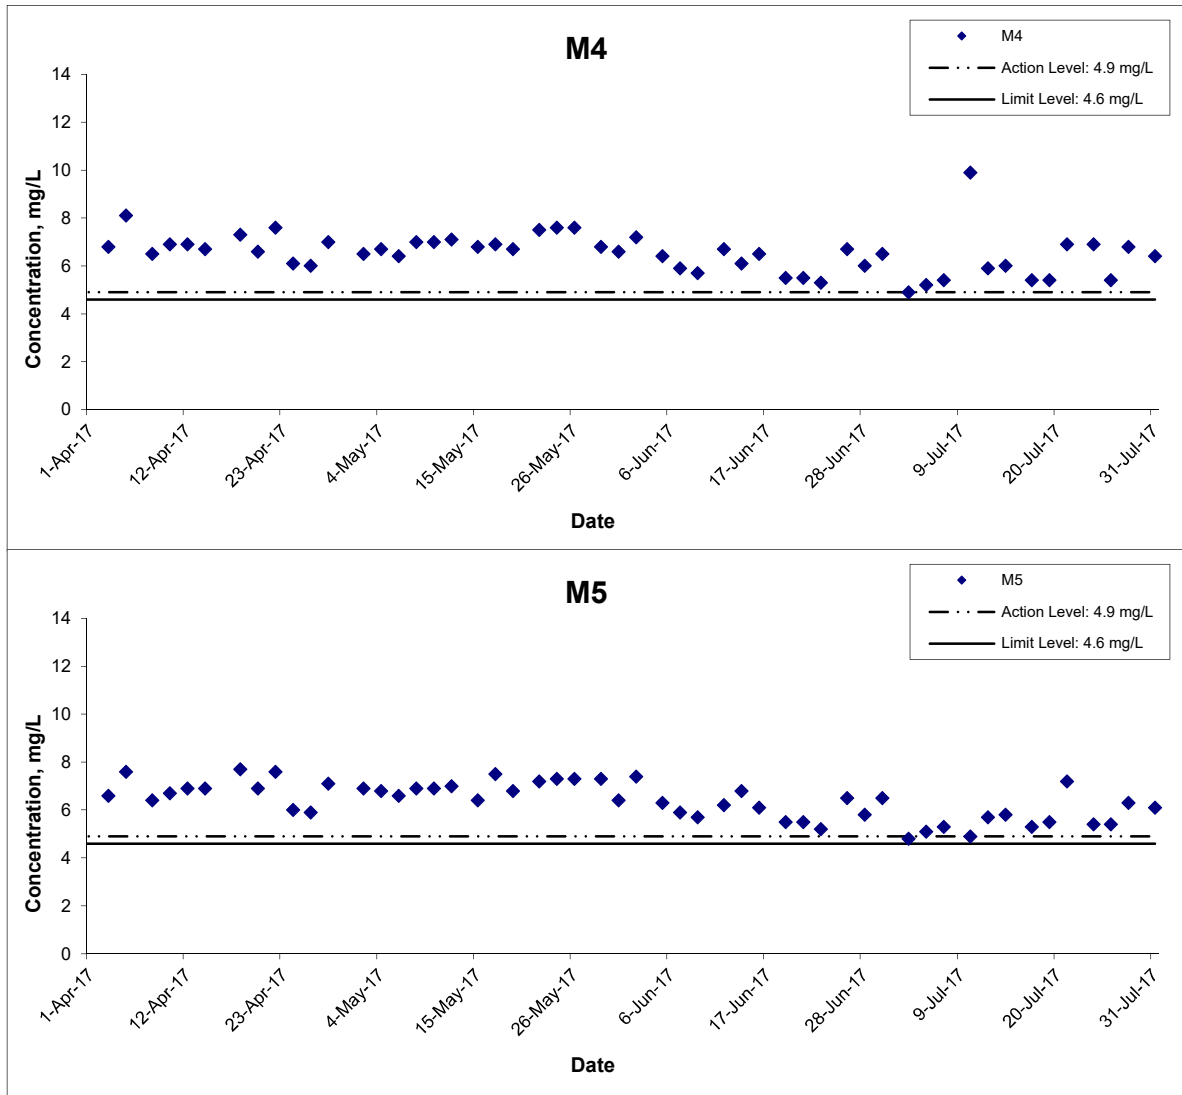 M4
M4
Action Level: 4.9 mg/L
Limit Level: 4.6 mg/L
Concentration, mg/L
14
12
10
8
6
4
2
0
1-Apr-17
12-Apr-17
23-Apr-17
4-May-17
15-May-17
26-May-17
6-Jun-17
17-Jun-17
28-Jun-17
9-Jul-17
20-Jul-17
31-Jul-17
Date
M5
M5
Action Level: 4.9 mg/L
Limit Level: 4.6 mg/L
Concentration, mg/L
14
12
10
8
6
4
2
0
1-Apr-17
12-Apr-17
23-Apr-17
4-May-17
15-May-17
26-May-17
6-Jun-17
17-Jun-17
28-Jun-17
9-Jul-17
20-Jul-17
31-Jul-17
Date